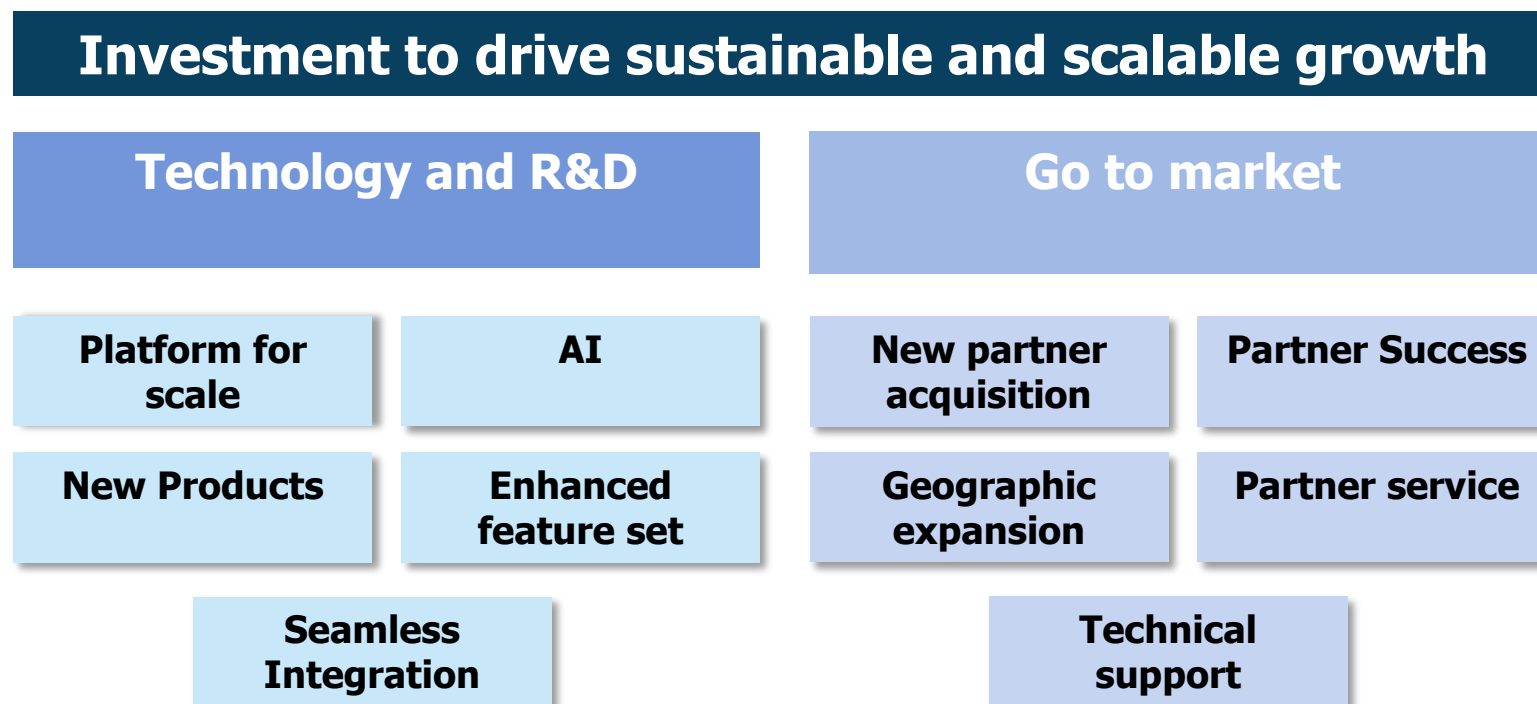 Investment to drive sustainable and scalable growth
Technology and R&D
Go to market
Platform for
scale
AI
New Products
Enhanced
feature set
Seamless
Integration
New partner
acquisition
Partner Success
Geographic
expansion
Partner service
Technical
support